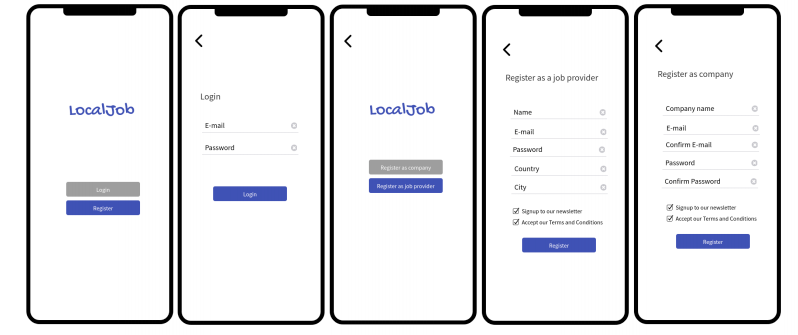 LocalJob
Login
Register
Login
E-mail
Password
Login
LocalJob
Register as company
Register as job provider
Register as a job provider
Name
E-mail
Password
Country
City
Signup to our newsletter
Accept our Terms and Conditions
Register
Register as company
Company name
E-mail
Confirm E-mail
Password
Confirm Password
Signup to our newsletter
Accept our Terms and Conditions
Register